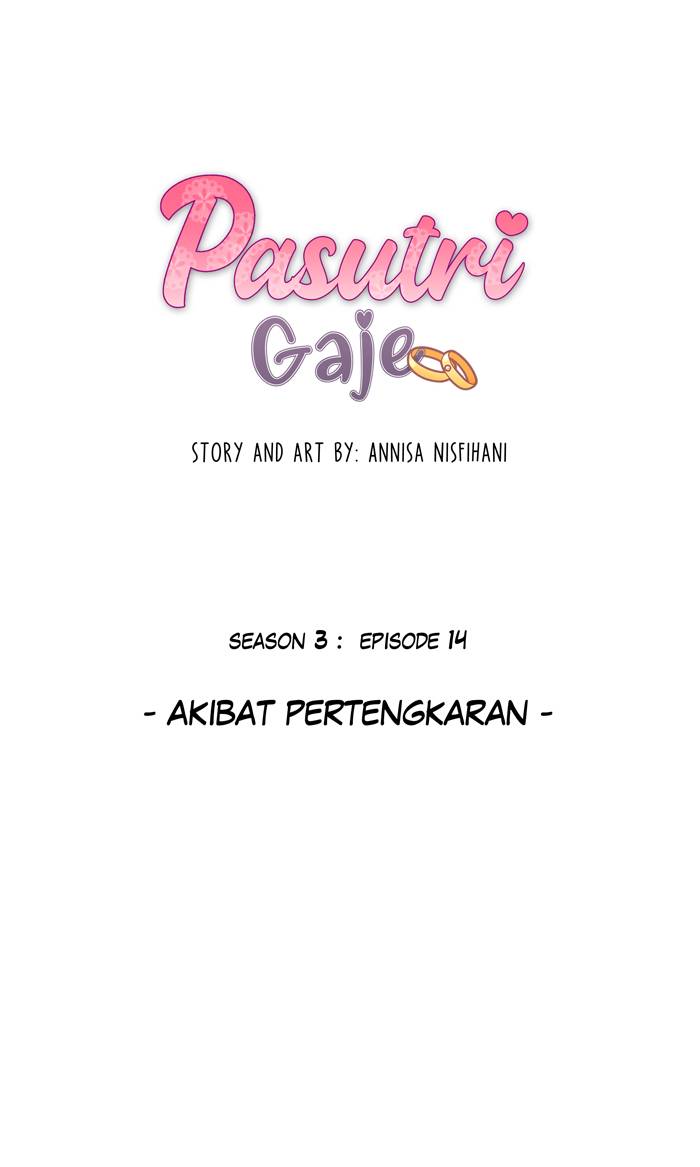 Pasutri
Gaje
STORY AND ART BY: ANNISA NISFIHANI
SEASON 3 : EPISODE 14
- AKIBAT PERTENGKARAN -